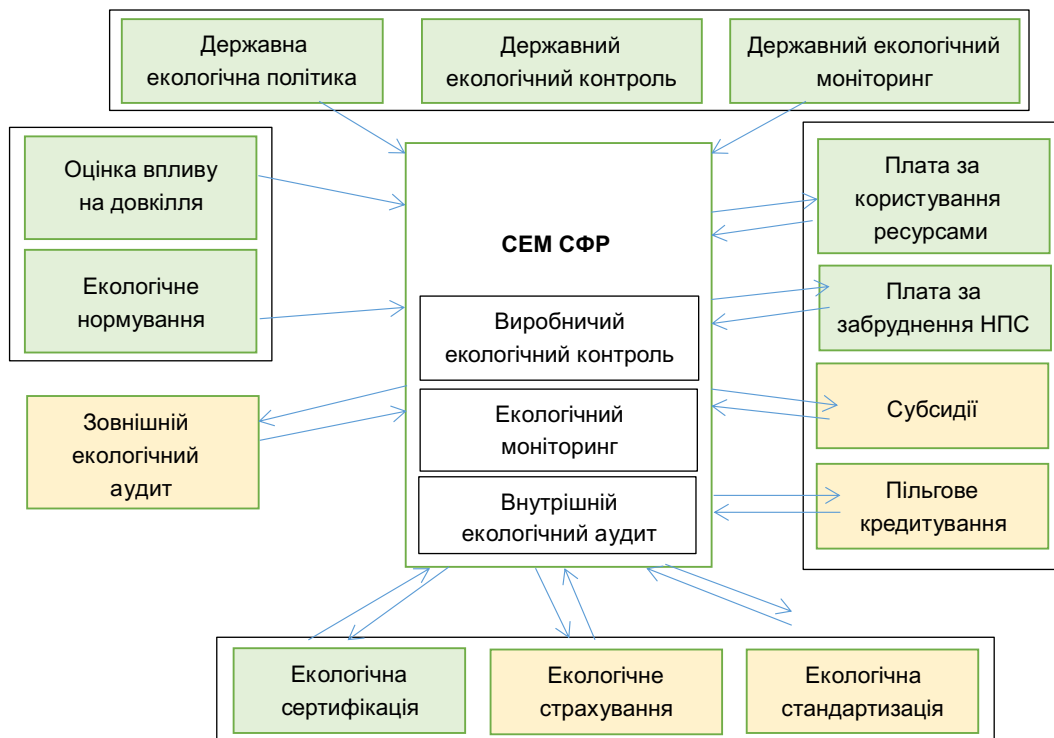 Державна
екологічна політика
Державний
екологічний контроль
Державний екологічний
моніторинг
Оцінка впливу
на довкілля
Екологічне
нормування
Зовнішній
екологічний
аудит
СЕМ СФР
Виробничий
екологічний контроль
Екологічний
моніторинг
Внутрішній
екологічний аудит
Плата за
користування
ресурсами
Плата за
забруднення НПС
Субсидії
Пільгове
кредитування
Екологічна
сертифікація
Екологічне
страхування
Екологічна
стандартизація